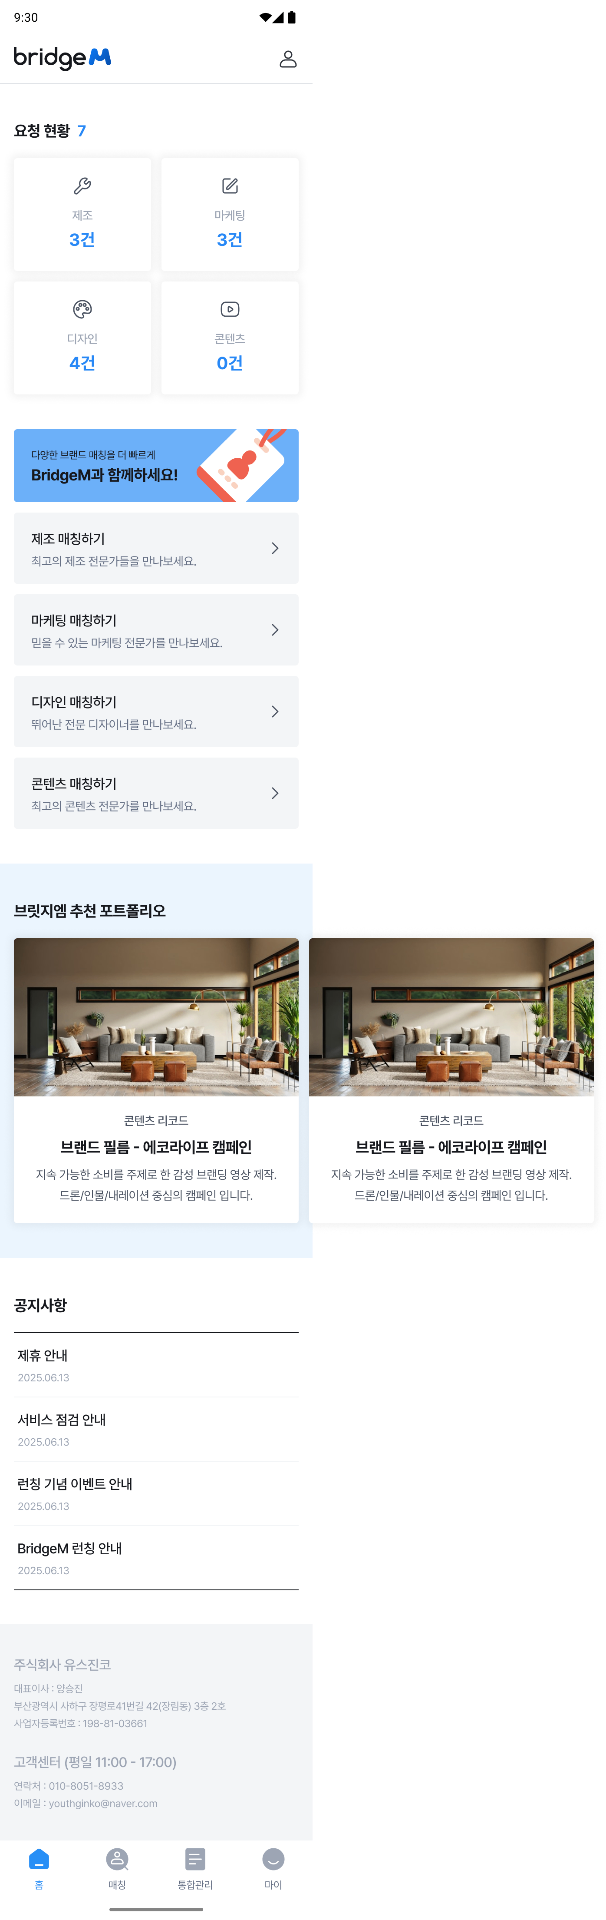 9:30
bridgeM
요청 현황 7
제조
3건
마케팅
3건
디자인
4건
콘텐츠
0건
다양한 브랜드 매칭을 더 빠르게
BridgeM과 함께하세요!
제조 매칭하기
최고의 제조 전문가들을 만나보세요.
마케팅 매칭하기
믿을 수 있는 마케팅 전문가를 만나보세요.
디자인 매칭하기
뛰어난 전문 디자이너를 만나보세요.
콘텐츠 매칭하기
최고의 콘텐츠 전문가를 만나보세요.
브릿지엠 추천 포트폴리오
콘텐츠 리코드
브랜드 필름 - 에코라이프 캠페인
지속 가능한 소비를 주제로 한 감성 브랜딩 영상 제작.
드론/인물/내레이션 중심의 캠페인 입니다.
콘텐츠 리코드
브랜드 필름 - 에코라이프 캠페인
지속 가능한 소비를 주제로 한 감성 브랜딩 영상 제작.
드론/인물/내레이션 중심의 캠페인 입니다.
공지사항
제휴 안내
2025.06.13
서비스 점검 안내
2025.06.13
런칭 기념 이벤트 안내
2025.06.13
BridgeM 런칭 안내
2025.06.13
주식회사 유스진코
대표이사 : 양승진
부산광역시 사하구 장평로41번길 42(장림동) 3층 2호
사업자등록번호 : 198-81-03661
고객센터 (평일 11:00 - 17:00)
연락처 : 010-8051-8933
이메일 : youthginko@naver.com
홈
매칭
통합관리
마이